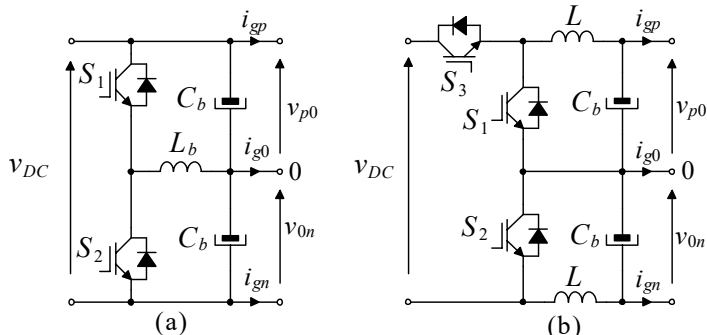 i_gp
S_1
C_b
v_p0
L_b
i_g0
0
v_DC
S_2
C_b
v_0n
i_gn
(a)
L
i_gp
S_3
C_b
S_1
v_p0
0
i_g0
v_DC
S_2
C_b
v_0n
L
i_gn
(b)